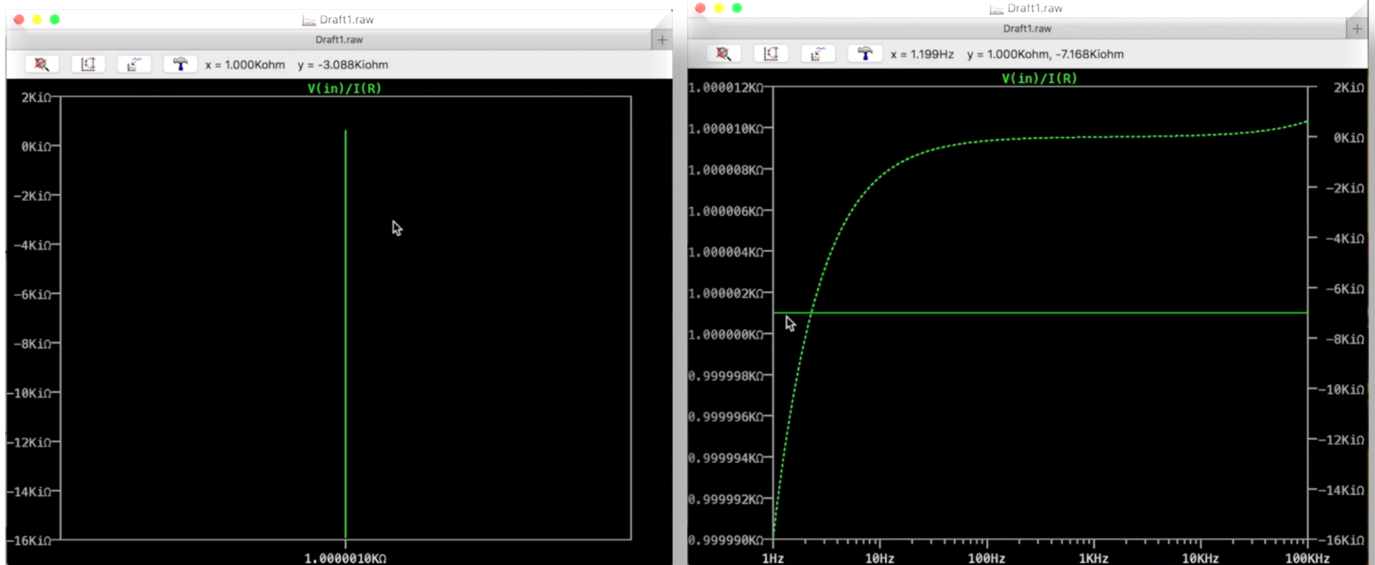 Draft1.raw
Draft1.raw
+
x = 1.000Kohm y = -3.088Kiohm
V(in)/I(R)
2KiΩ
0KiΩ
-2KiΩ
-4KiΩ
-6KiΩ
-8KiΩ
-10KiΩ
-12KiΩ
-14KiΩ
-16KiΩ
1.0000010KΩ
Draft1.raw
Draft1.raw
+
x = 1.199Hz y = 1.000Kohm, -7.168Kiohm
V(in)/I(R)
1.000012KΩ 2KiΩ
1.000010KΩ 0KiΩ
1.000008KΩ -2KiΩ
1.000006KΩ -4KiΩ
1.000004KΩ -6KiΩ
1.000002KΩ -8KiΩ
1.000000KΩ -10KiΩ
0.999998KΩ -12KiΩ
0.999996KΩ -14KiΩ
0.999994KΩ -16KiΩ
0.999992KΩ
0.999990KΩ
1Hz 10Hz 100Hz 1KHz 10KHz 100KHz